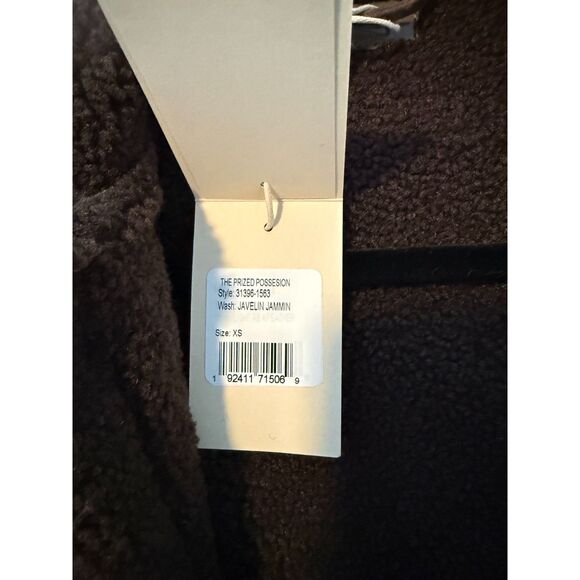 THE PRIZED POSSESION
Style: 31396-1563
Wash: JAVELIN JAMMIN
Size: XS
1 92411 71506 9